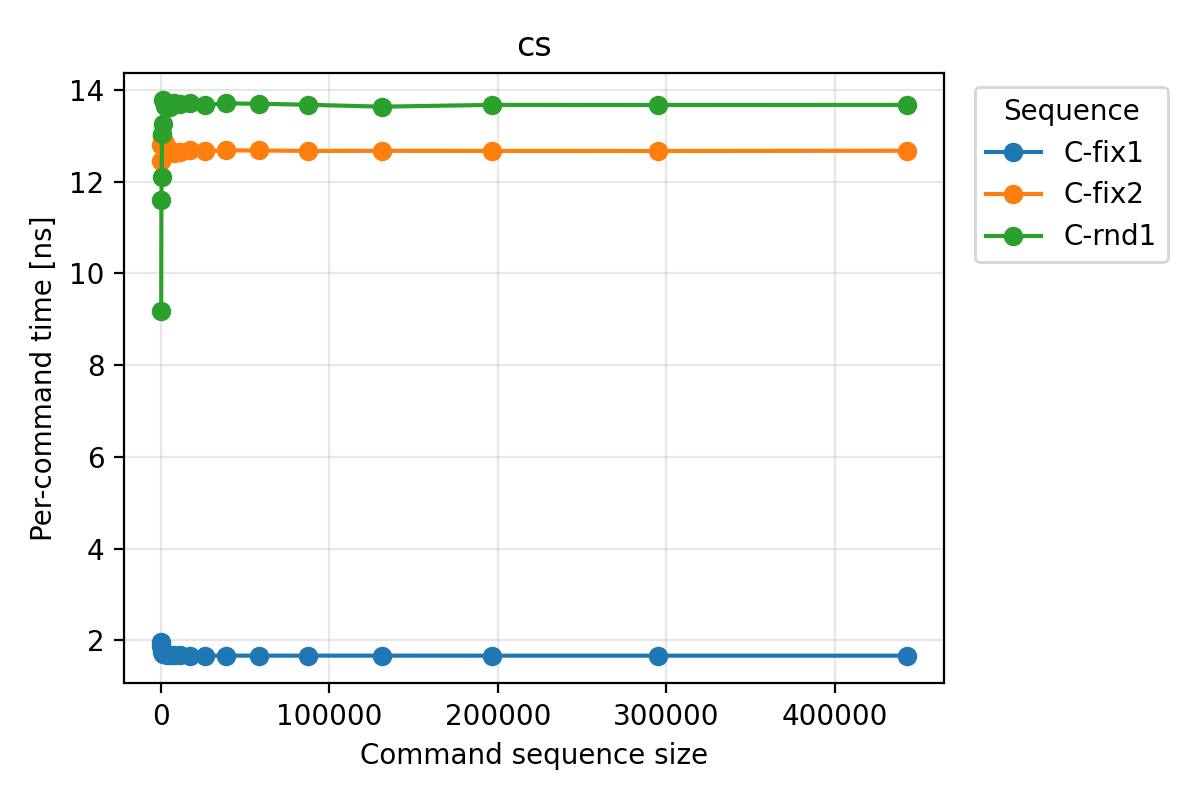 cs
Per-command time [ns]
14
12
10
8
6
4
2
0
100000
200000
300000
400000
Command sequence size
Sequence
C-fix1
C-fix2
C-rnd1